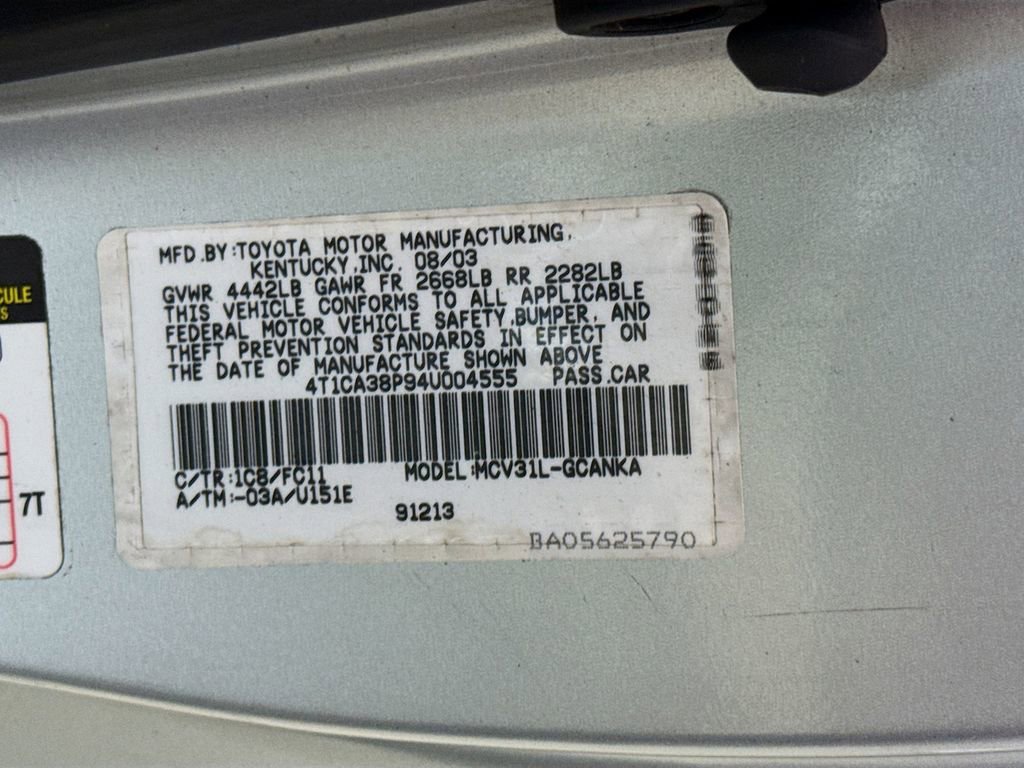 MFD.BY:TOYOTA MOTOR MANUFACTURING,
KENTUCKY,INC. 08/03
GVWR 4442LB GAWR FR 2668LB RR 2282LB
THIS VEHICLE CONFORMS TO ALL APPLICABLE
FEDERAL MOTOR VEHICLE SAFETY,BUMPER, AND
THEFT PREVENTION STANDARDS IN EFFECT ON
THE DATE OF MANUFACTURE SHOWN ABOVE
4T1CA38P94U004555 PASS.CAR
C/TR:1C8/FC11 MODEL:MCV31L-GCANKA
A/TM:-03A/U151E
91213
BA05625790
7T